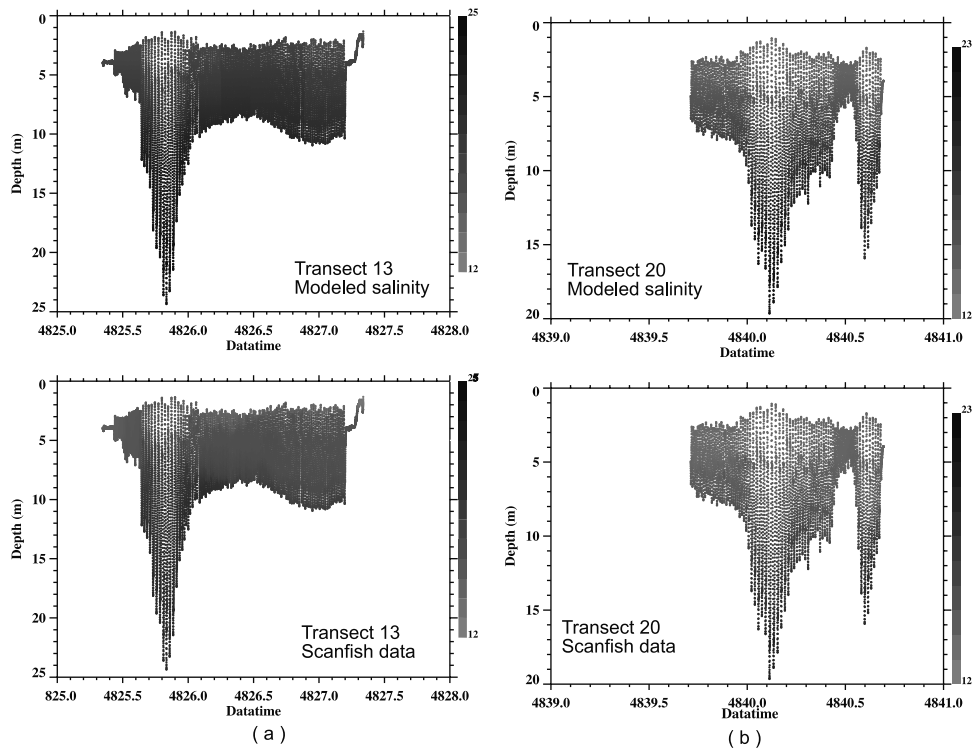 25
0
5
10
15
20
25
Depth (m)
12
Transect 13
Modeled salinity
4825.0 4825.5 4826.0 4826.5 4827.0 4827.5 4828.0
Datatime
23
0
5
10
15
20
Depth (m)
12
Transect 20
Modeled salinity
4839.0 4839.5 4840.0 4840.5 4841.0
Datatime
0
5
10
15
20
25
Depth (m)
12
Transect 13
Scanfish data
825.0 4825.5 4826.0 4826.5 4827.0 4827.5 4828.0
Datatime
( a )
23
0
5
10
15
20
Depth (m)
12
Transect 20
Scanfish data
4839.0 4839.5 4840.0 4840.5 4841.0
Datatime
( b )